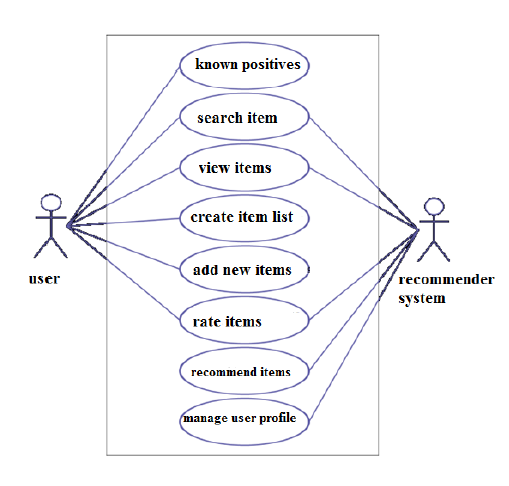 known positives
search item
view items
create item list
add new items
rate items
recommend items
manage user profile
user
recommender
system